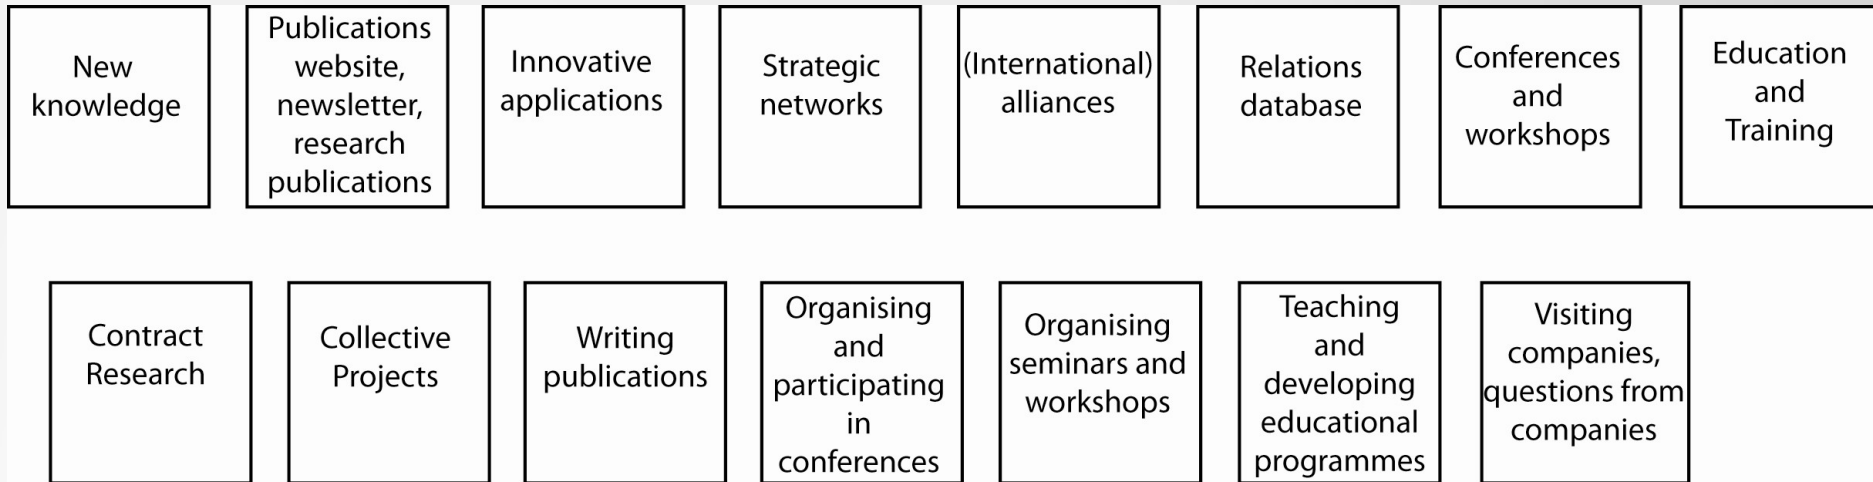 New
knowledge
Publications
website,
newsletter,
research
publications
Innovative
applications
Strategic
networks
(International)
alliances
Relations
database
Conferences
and
workshops
Education
and
Training
Contract
Research
Collective
Projects
Writing
publications
Organising
and
participating
in
conferences
Organising
seminars and
workshops
Teaching
and
developing
educational
programmes
Visiting
companies,
questions from
companies